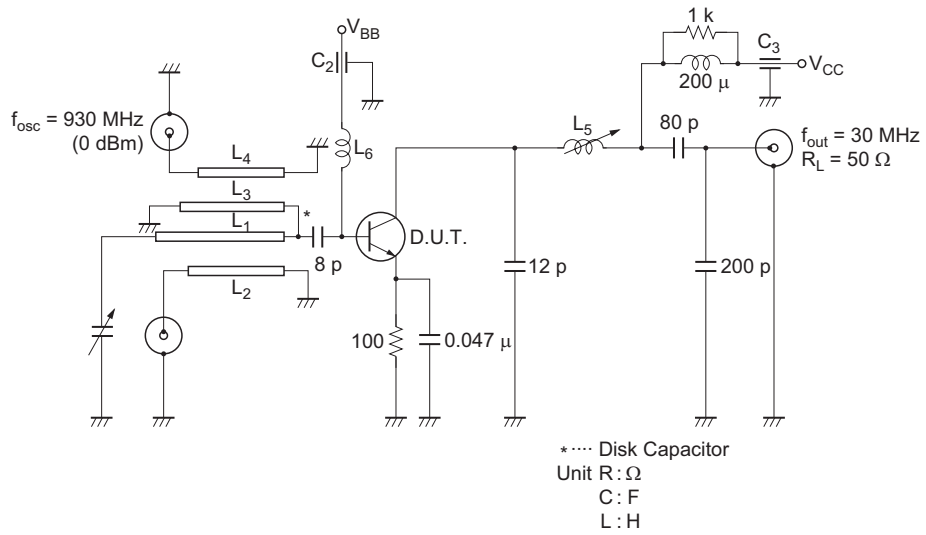 1 k
V_BB
C_2
C_3
V_CC
200 μ
f_osc = 930 MHz
(0 dBm)
L_5
80 p
f_out = 30 MHz
R_L = 50 Ω
L_6
L_4
L_3
L_1
*
D.U.T.
8 p
12 p
200 p
L_2
100
0.047 μ
* ···· Disk Capacitor
Unit R : Ω
C : F
L : H